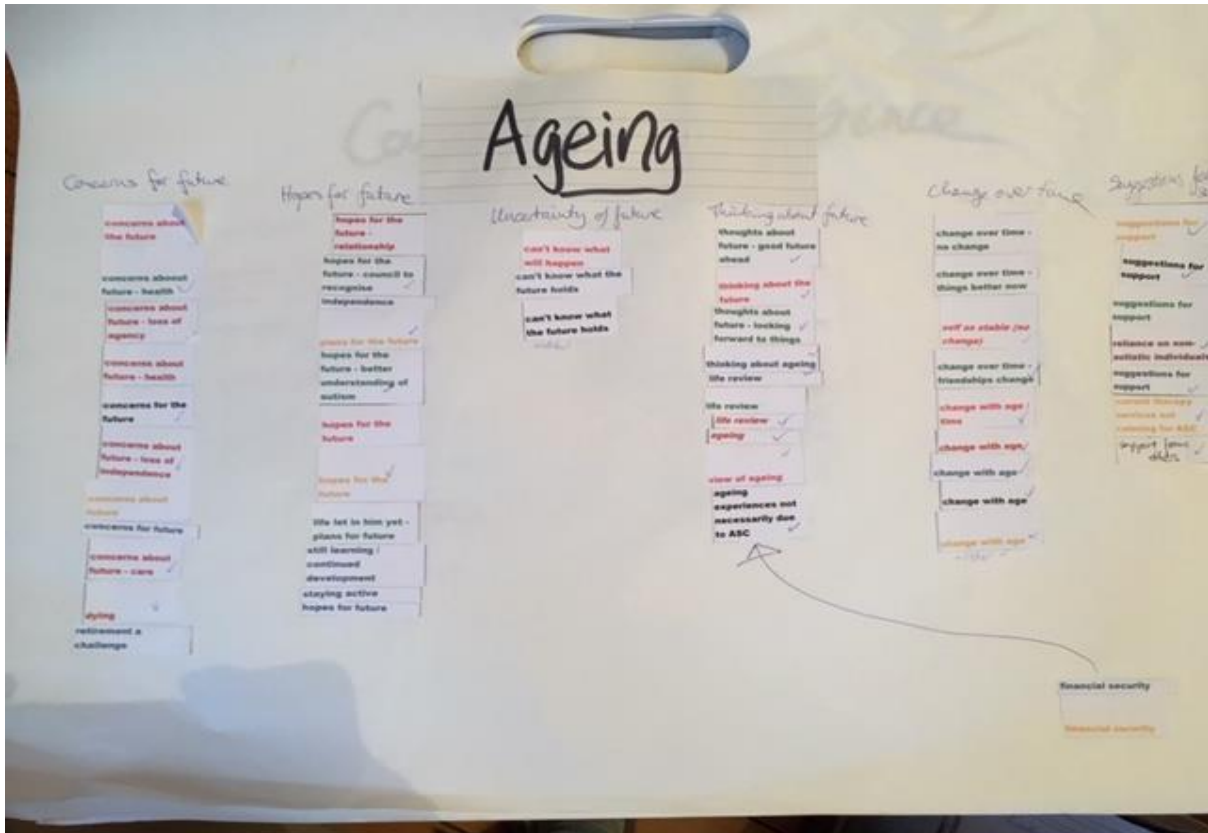 Ageing
Concerns for future
concerns about
the future
concerns abount
future - health
concerns about
future - loss of
agency
concerns about
future - health
concerns for the
future
concerns about
future - loss of
independence
concerns about
future
concerns for future
concerns about
future - care
dying
retirement a
challenge
Hopes for future
hopes for the
future -
relationship
hopes for the
future - council to
recognise
independence
plans for the future
hopes for the
future - better
understanding of
autism
hopes for the
future
hopes for the
future
life let in him yet -
plans for future
still learning /
continued
development
staying active
hopes for future
Uncertainty of future
can't know what
will happen
can't know what the
future holds
can't know what
the future holds
Thinking about future
thoughts about
future - good future
ahead
thinking about the
future
thoughts about
future - looking
forward to things
thinking about ageing
life review
life review
life review
ageing
view of ageing
ageing
experiences not
necessarily due
to ASC
Change over time
change over time -
no change
change over time -
things better now
self as stable (no
change)
change over time -
friendships change
change with age /
time
change with age/
change with age
change with age
change with age
Suggestions
suggestions for
support
suggestions for
support
suggestions for
support
reliance on non-
autistic individuals
suggestions for
support
current therapy
services not
catering for ASC
support from
financial security
financial security